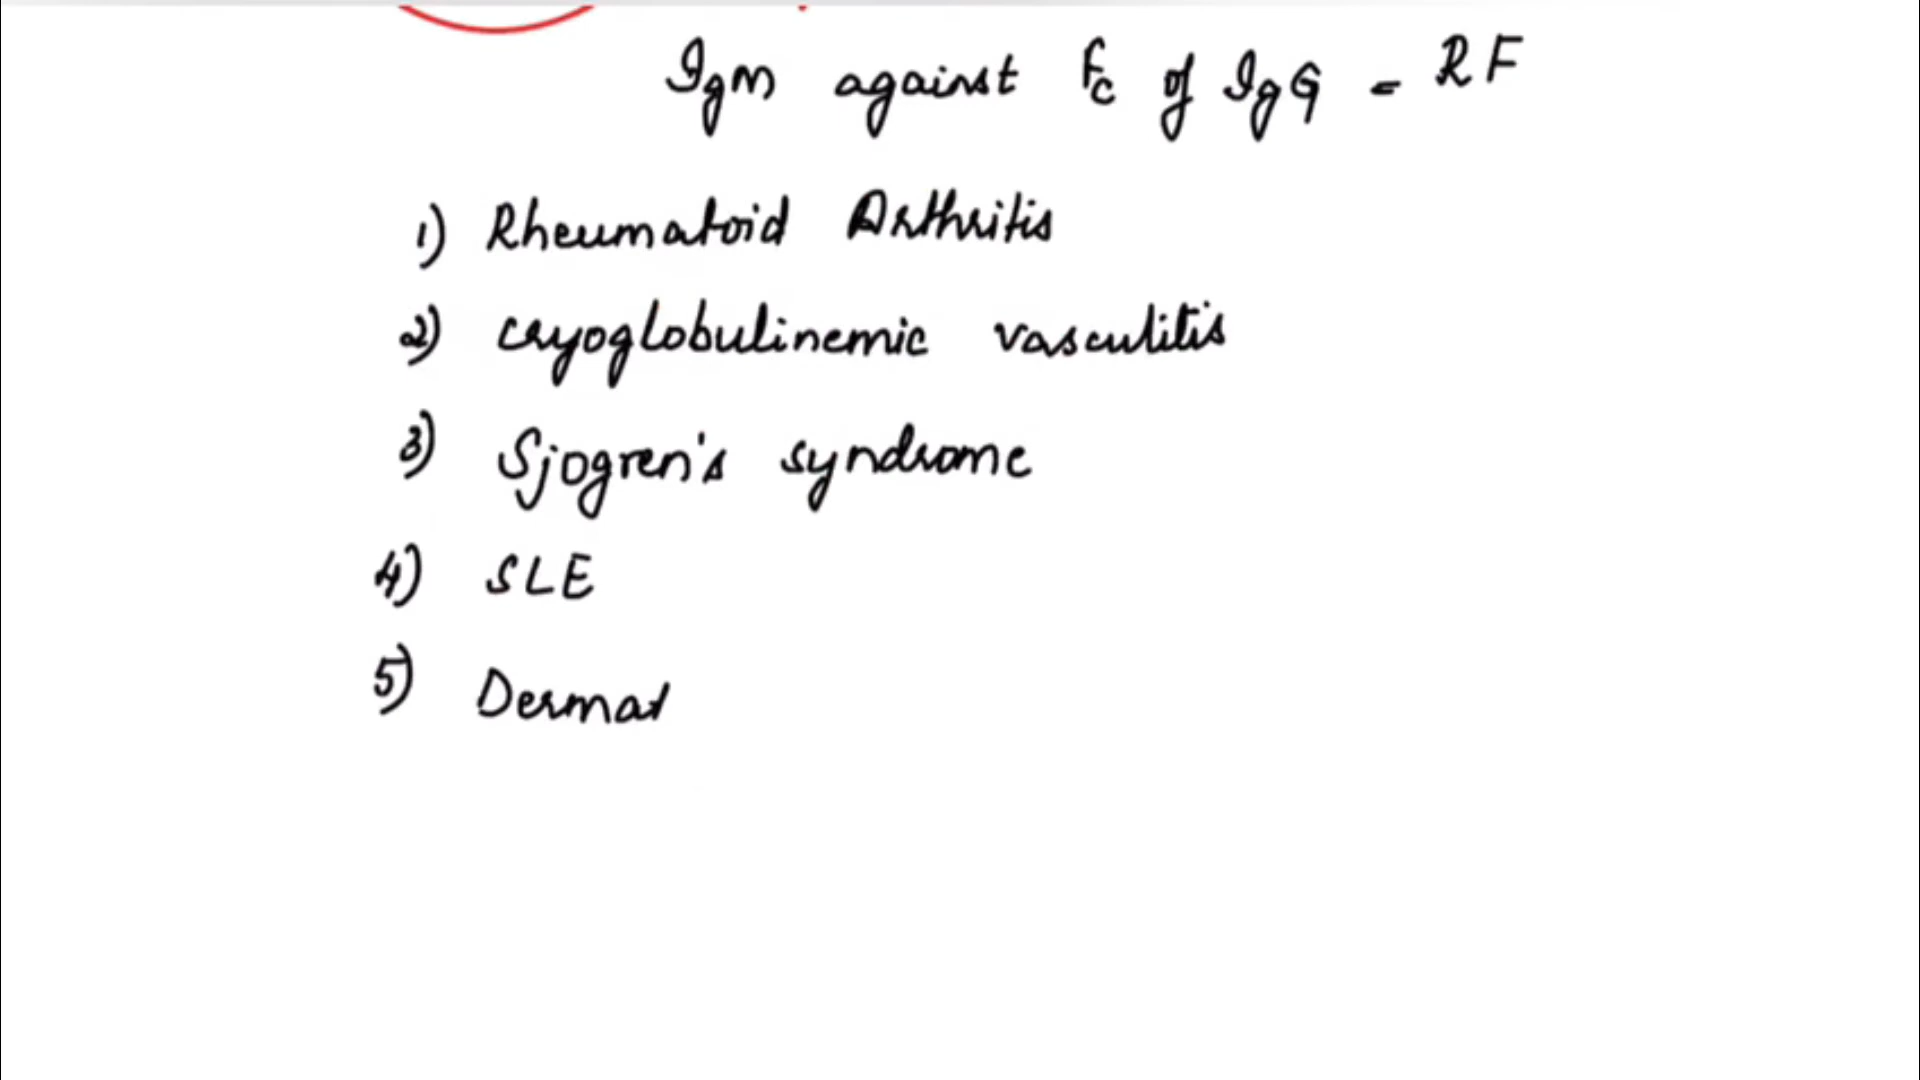 IgM against Fc of IgG = RF
1) Rheumatoid Arthritis
2) cryoglobulinemic vasculitis
3) Sjogren's syndrome
4) SLE
5) Dermat